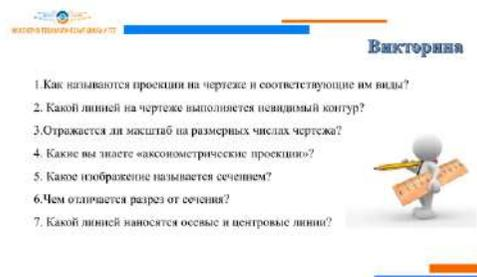 Викторина
1.Как называются проекции на чертеже и соответствующие им виды?
2. Какой линией на чертеже выполняется невидимый контур?
3.Отражается ли масштаб на размерных числах чертежа?
4. Какие вы знаете «аксонометрические проекции»?
5. Какое изображение называется сечением?
6.Чем отличается разрез от сечения?
7. Какой линией наносятся осевые и центровые линии?